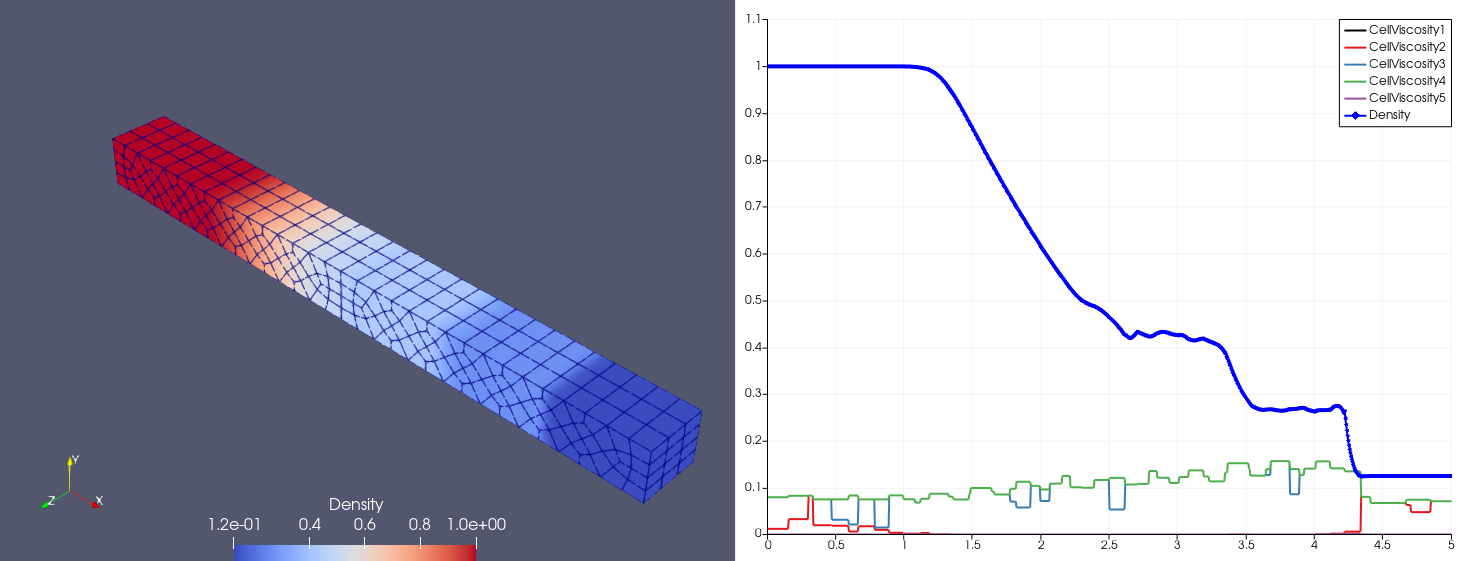 Y
Z
X
Density
1.2e-01 0.4 0.6 0.8 1.0e+00
1.1
1
0.9
0.8
0.7
0.6
0.5
0.4
0.3
0.2
0.1
0
0 0.5 1 1.5 2 2.5 3 3.5 4 4.5 5
CellViscosity1
CellViscosity2
CellViscosity3
CellViscosity4
CellViscosity5
Density